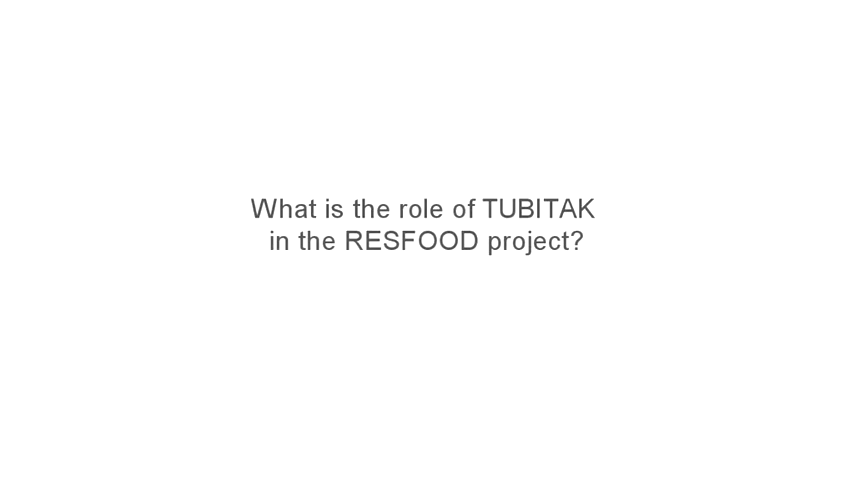 What is the role of TUBITAK
in the RESFOOD project?